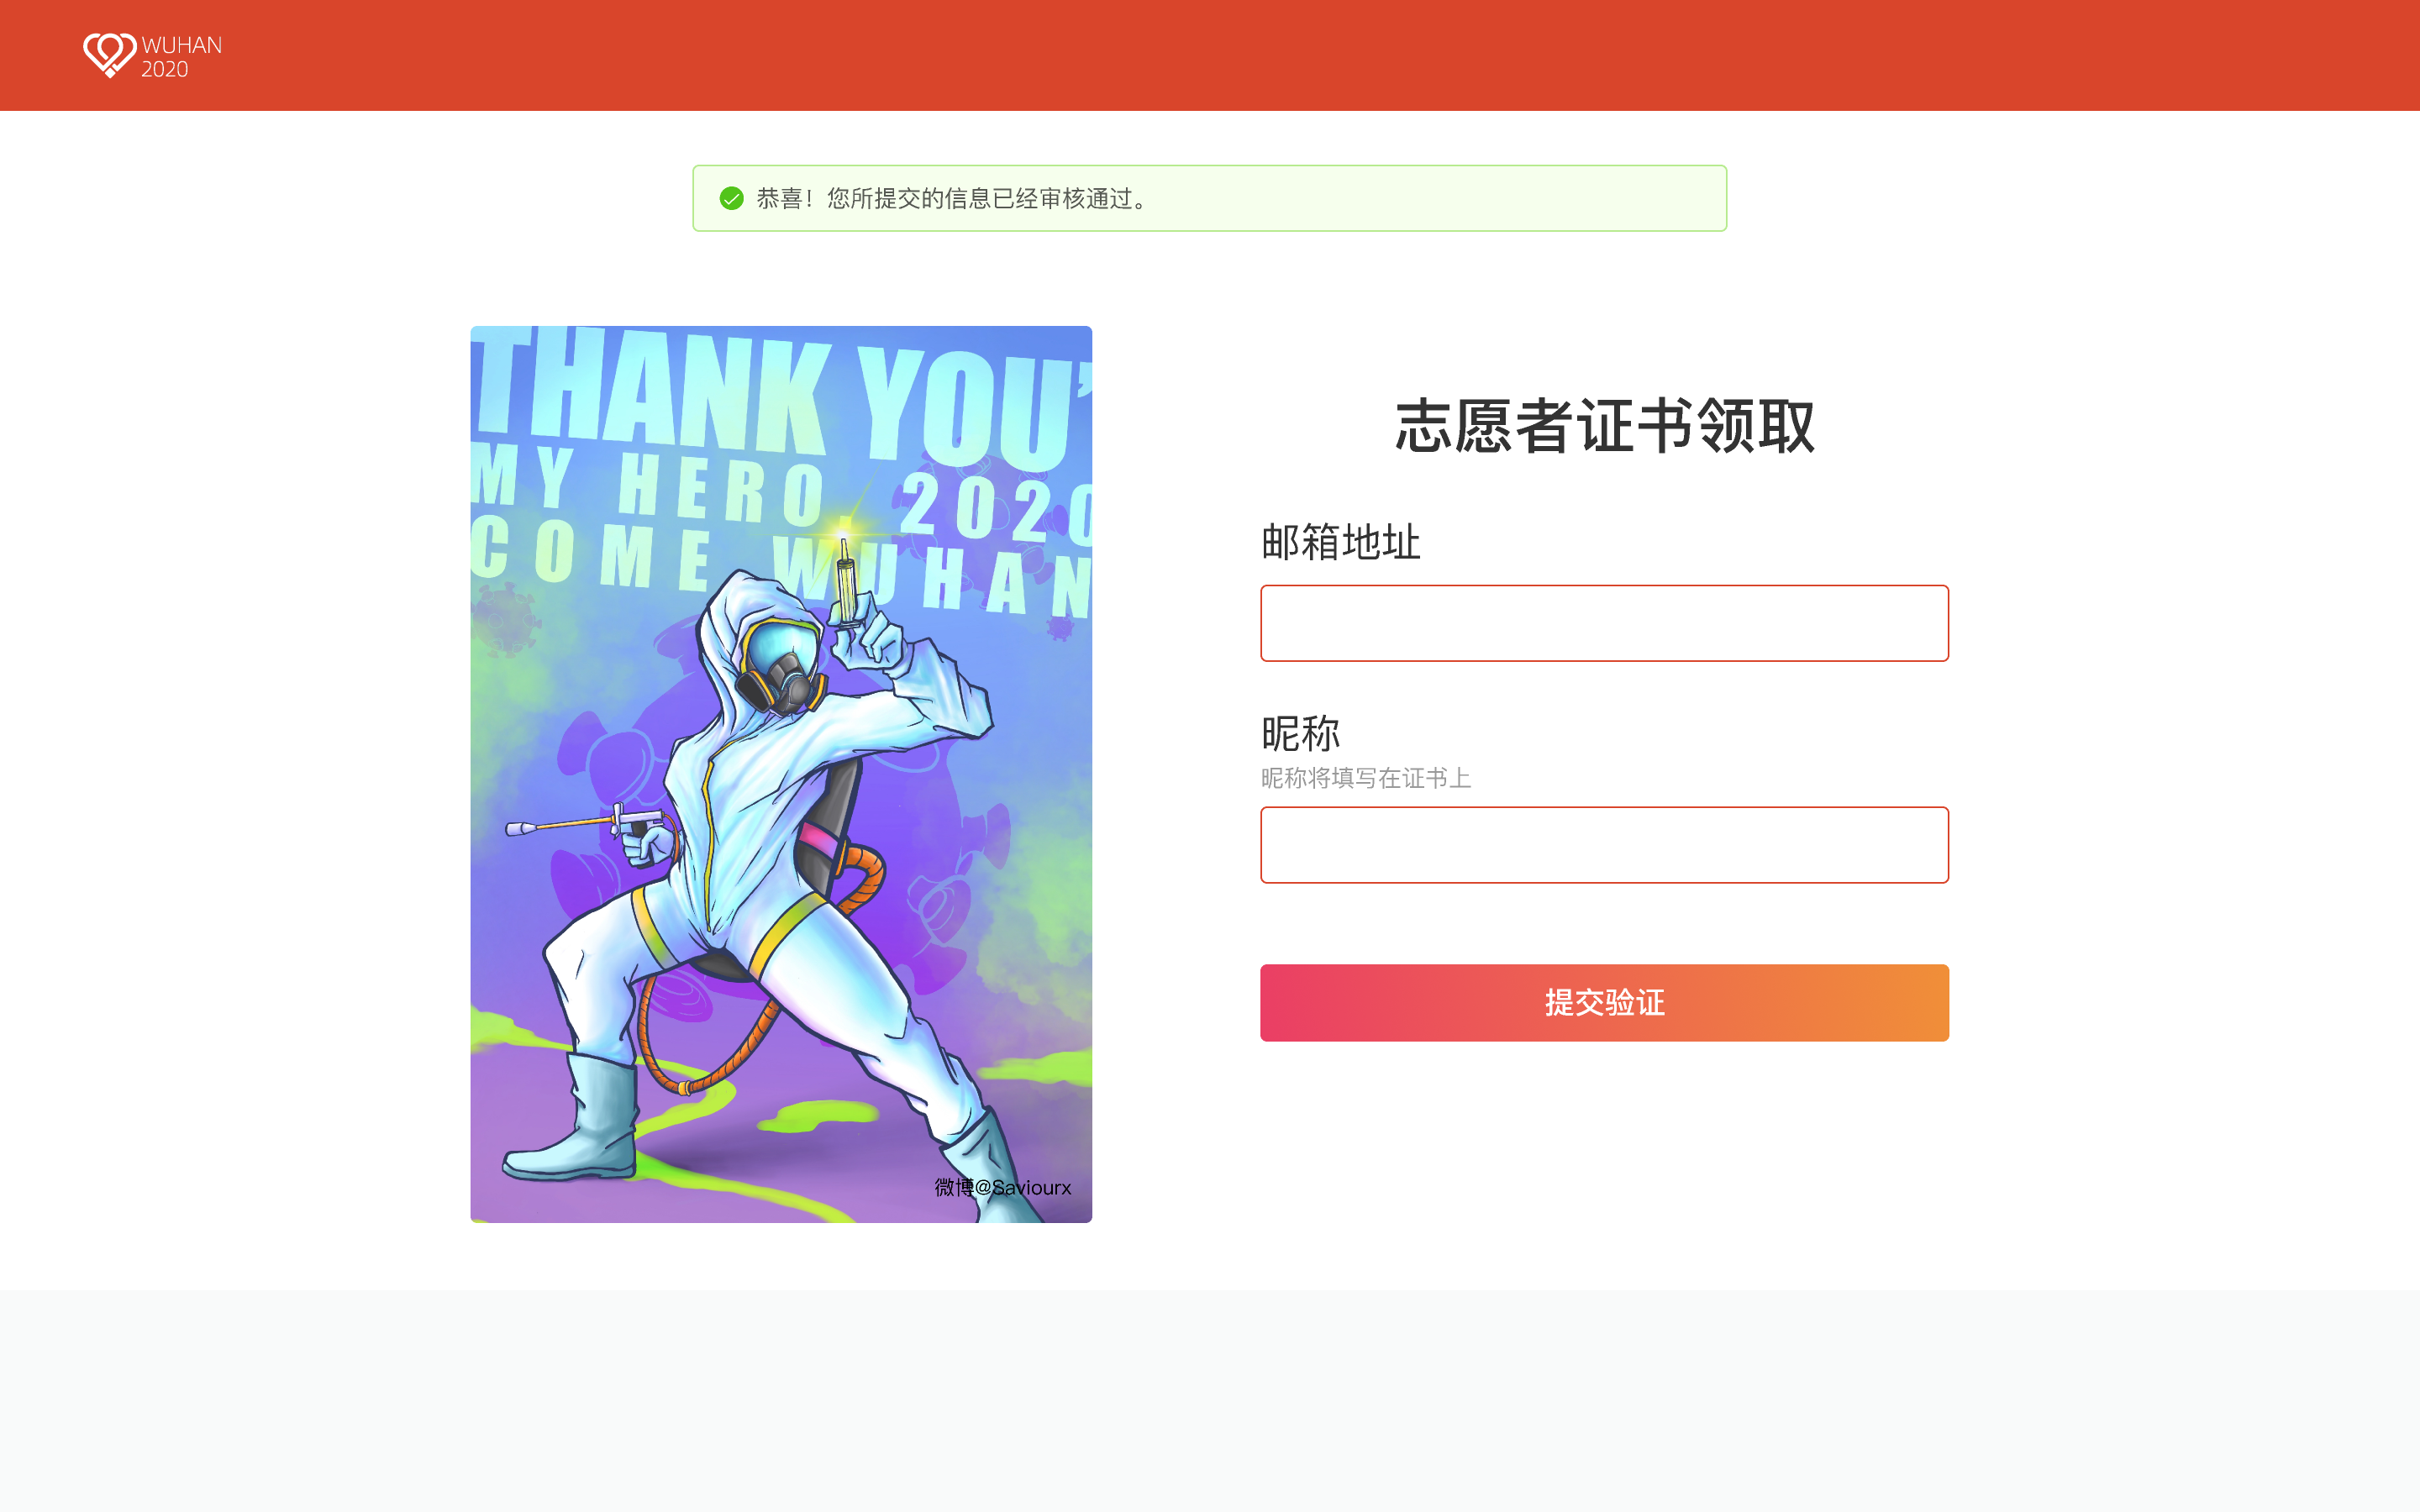 WUHAN
2020
恭喜！您所提交的信息已经审核通过。
THANK YOU'
MY HERO 2020
COME WUHAN
微博@Saviourx
志愿者证书领取
邮箱地址
昵称
昵称将填写在证书上
提交验证